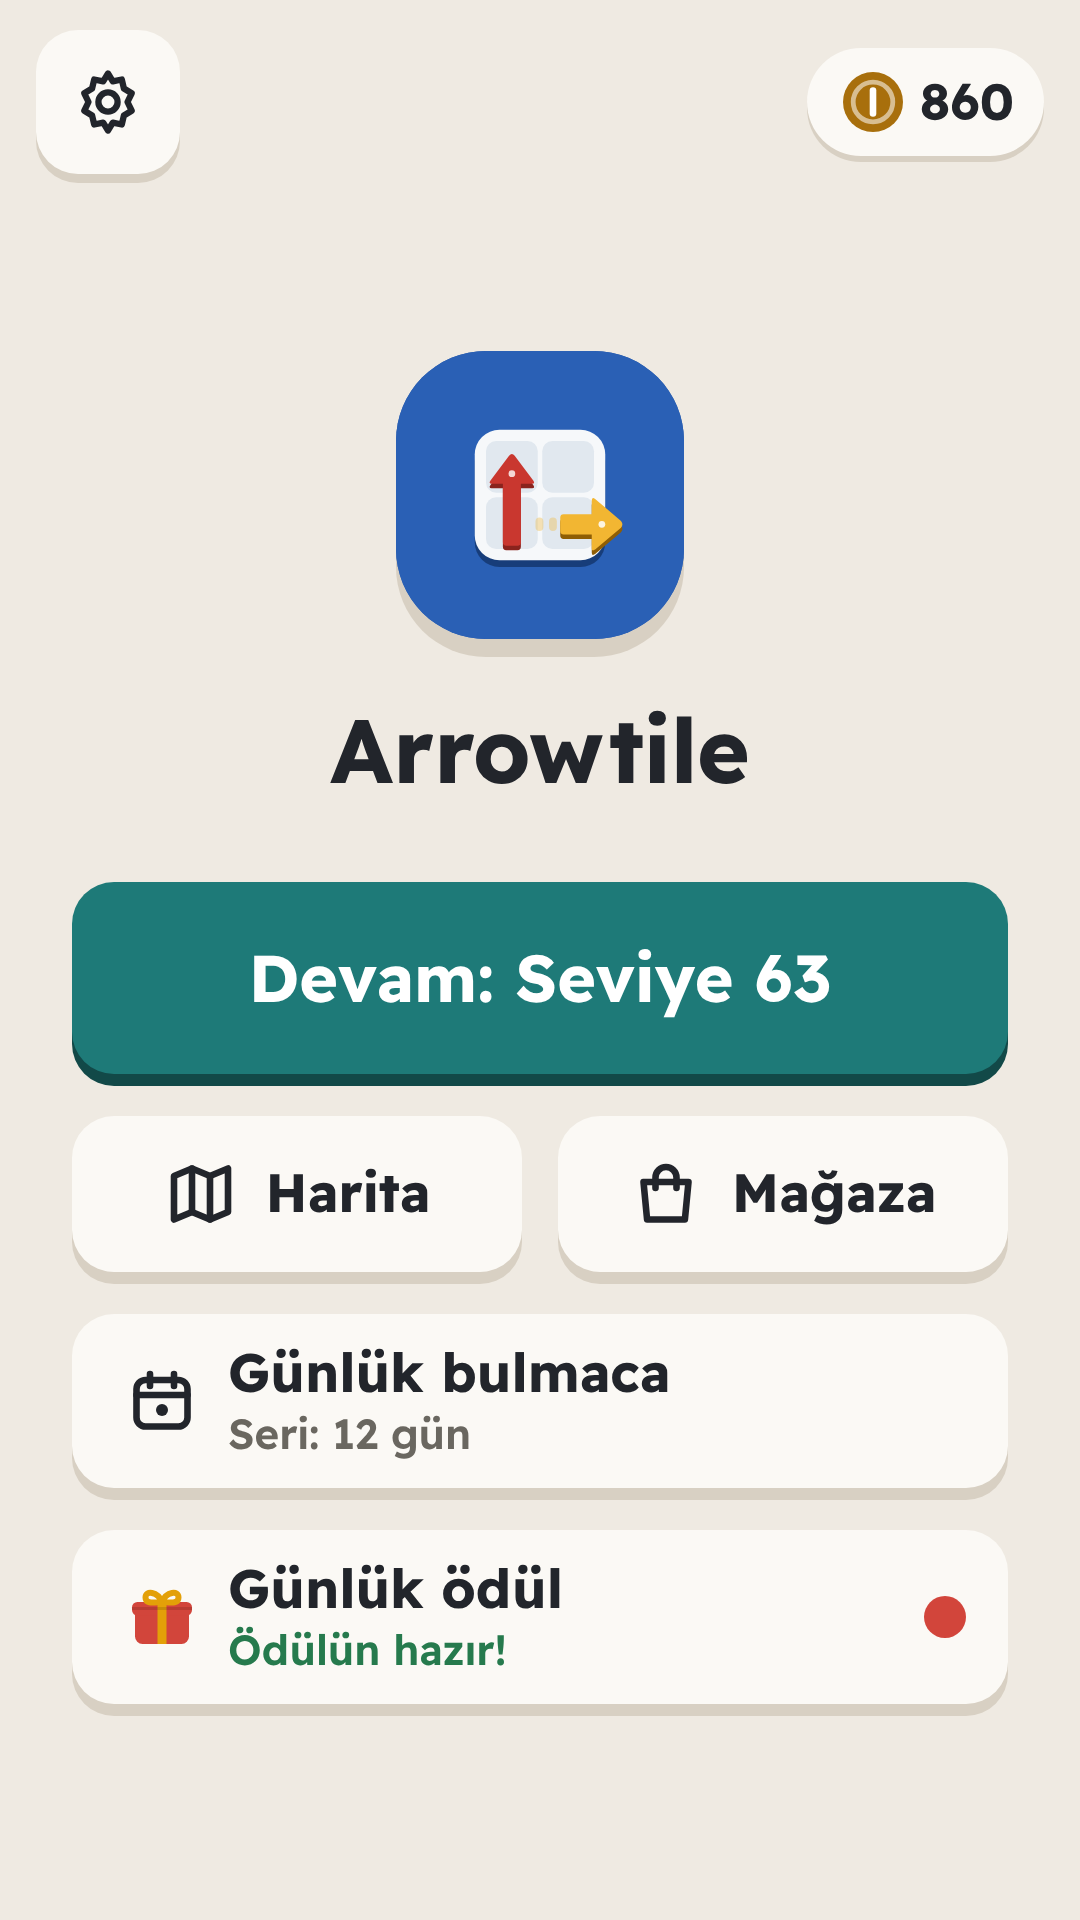 860
Arrowtile
Devam: Seviye 63
Harita
Mağaza
Günlük bulmaca
Seri: 12 gün
Günlük ödül
Ödülün hazır!